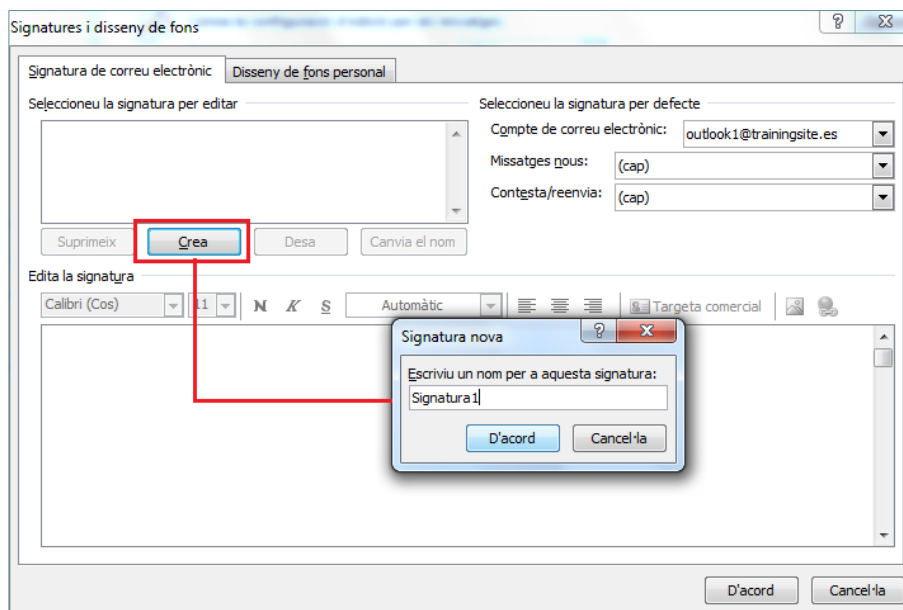 Signatures i disseny de fons
Signatura de correu electrònic
Disseny de fons personal
Seleccioneu la signatura per editar
Seleccioneu la signatura per defecte
Compte de correu electrònic:
outlook1@trainingsite.es
Missatges nous:
(cap)
Contesta/reenvia:
(cap)
Suprimeix
Crea
Desa
Canvia el nom
Edita la signatura
Calibri (Cos)
11
N
K
S
Automàtic
Targeta comercial
Signatura nova
Escriviu un nom per a aquesta signatura:
Signatura1
D'acord
Cancel·la
D'acord
Cancel·la